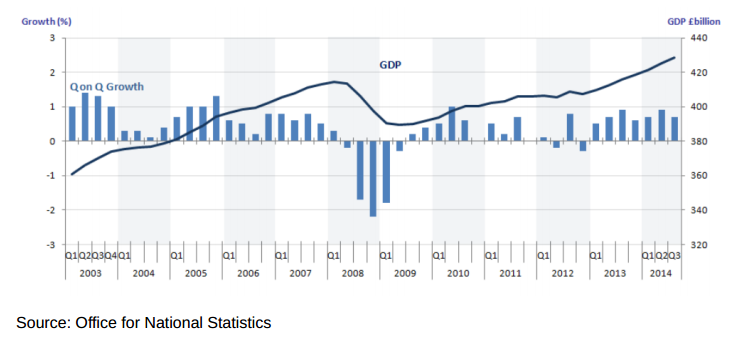 Growth (%) GDP £billion
3 440
GDP
2 420
Q on Q Growth
1 400
0 380
-1 360
-2 340
-3 320
Q1 Q2 Q3 Q4 Q1 Q1 Q1 Q1 Q1 Q1 Q1 Q1 Q1 Q1 Q1 Q2 Q3
2003 2004 2005 2006 2007 2008 2009 2010 2011 2012 2013 2014
Source: Office for National Statistics